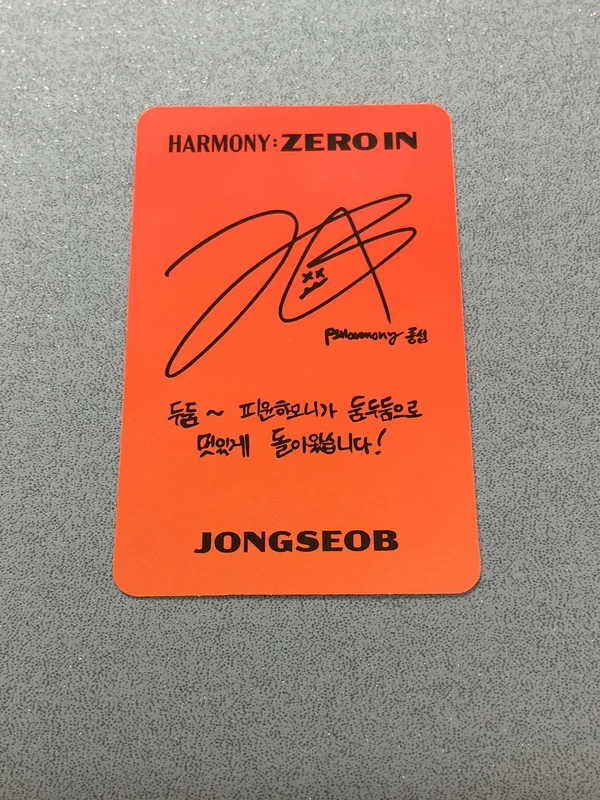 HARMONY : ZERO IN
P1Harmony 종섭
두둠 ~ 피원하모니가 둠두둠으로
멋있게 돌아왔습니다!
JONGSEOB